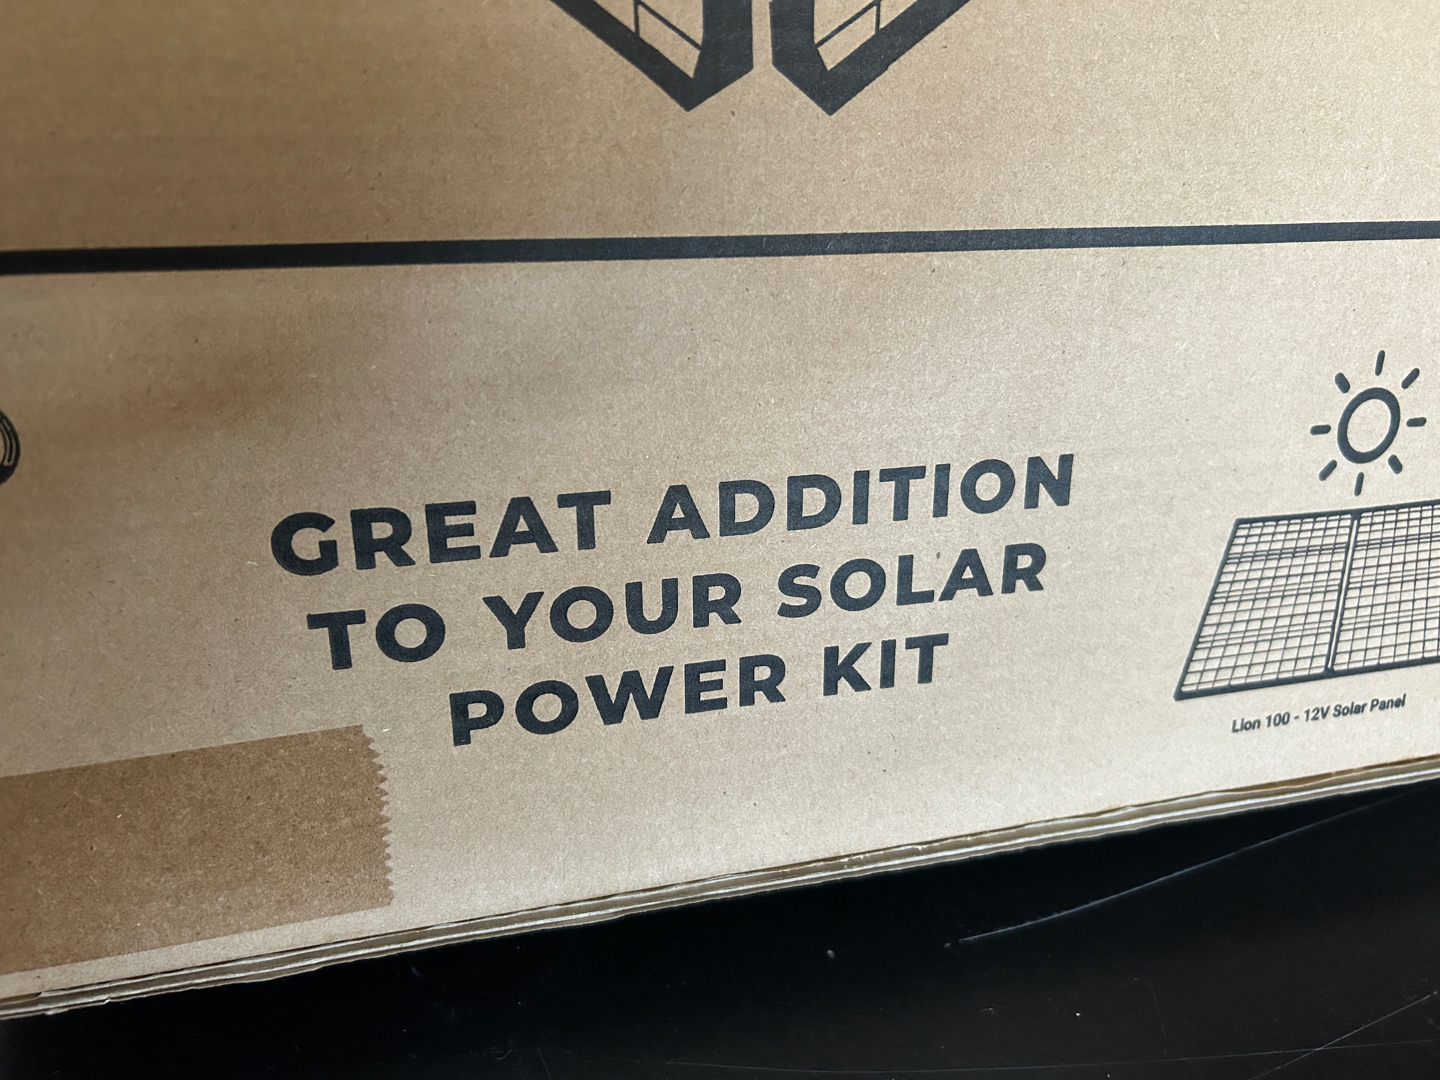 GREAT ADDITION
TO YOUR SOLAR
POWER KIT
Lion 100 - 12V Solar Panel